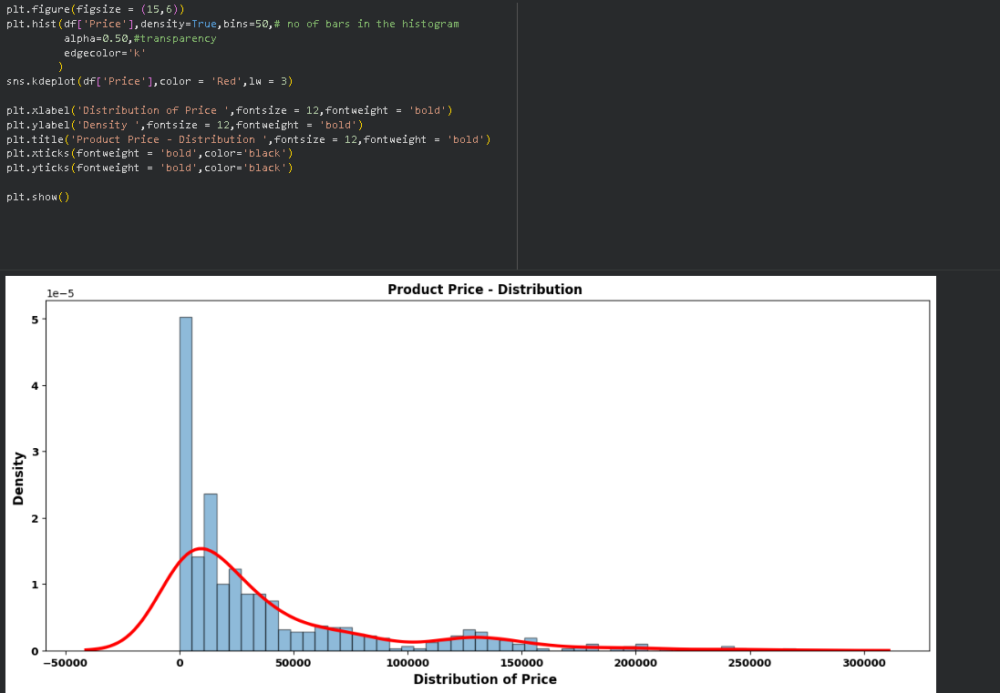 plt.figure(figsize = (15,6))
plt.hist(df['Price'],density=True,bins=50,# no of bars in the histogram
alpha=0.50,#transparency
edgecolor='k'
)
sns.kdeplot(df['Price'],color = 'Red',lw = 3)
plt.xlabel('Distribution of Price ',fontsize = 12,fontweight = 'bold')
plt.ylabel('Density ',fontsize = 12,fontweight = 'bold')
plt.title('Product Price - Distribution ',fontsize = 12,fontweight = 'bold')
plt.xticks(fontweight = 'bold',color='black')
plt.yticks(fontweight = 'bold',color='black')
plt.show()
Product Price - Distribution
1e−5
5
4
3
2
1
0
Density
−50000 0 50000 100000 150000 200000 250000 300000
Distribution of Price